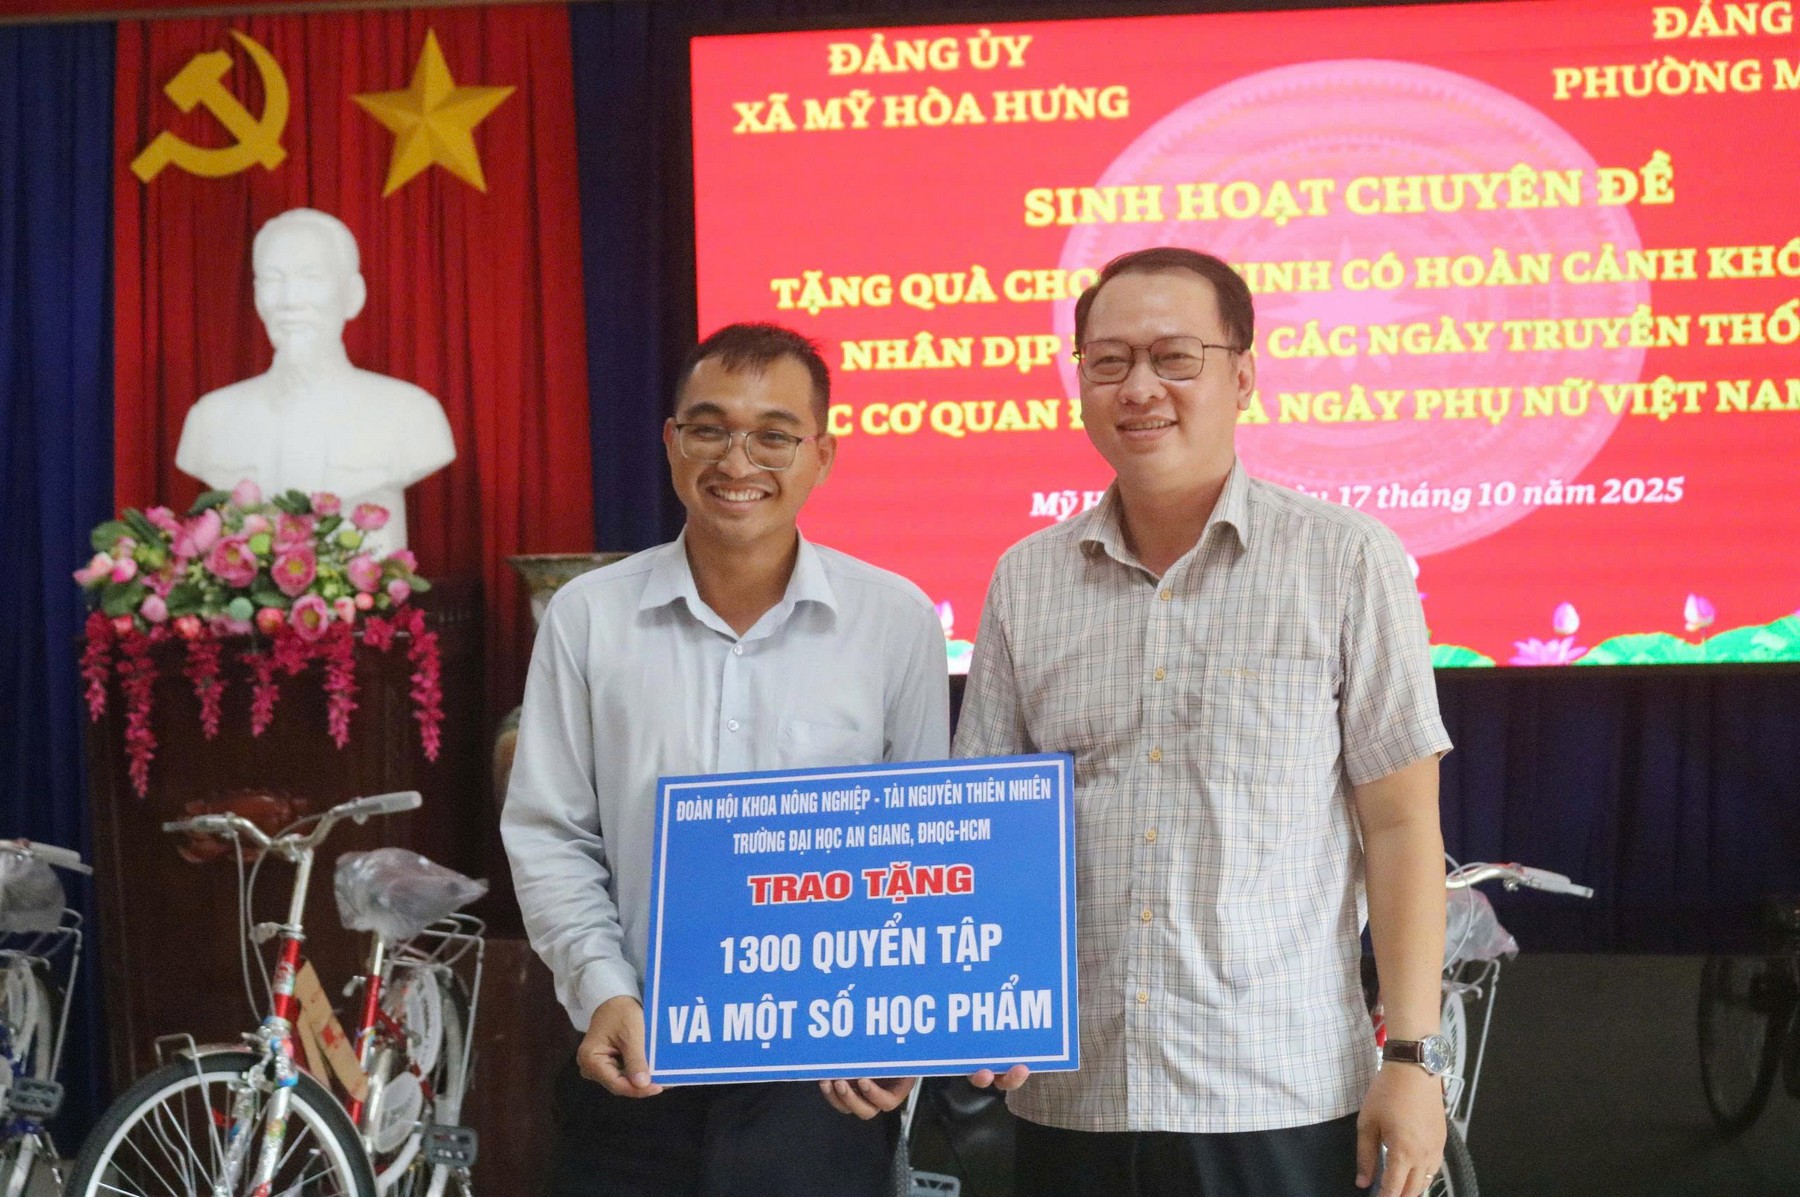 ĐẢNG ỦY
XÃ MỸ HÒA HƯNG
ĐẢNG
PHƯỜNG
SINH HOẠT CHUYÊN ĐỀ
TẶNG QUÀ CHO SINH CÓ HOÀN CẢNH KHÓ
NHÂN DỊP CÁC NGÀY TRUYỀN THỐ
CƠ QUAN NGÀY PHỤ NỮ VIỆT NAM
Mỹ 17 tháng 10 năm 2025
ĐOÀN HỘI KHOA NÔNG NGHIỆP - TÀI NGUYÊN THIÊN NHIÊN
TRƯỜNG ĐẠI HỌC AN GIANG, ĐHQG-HCM
TRAO TẶNG
1300 QUYỂN TẬP
VÀ MỘT SỐ HỌC PHẨM